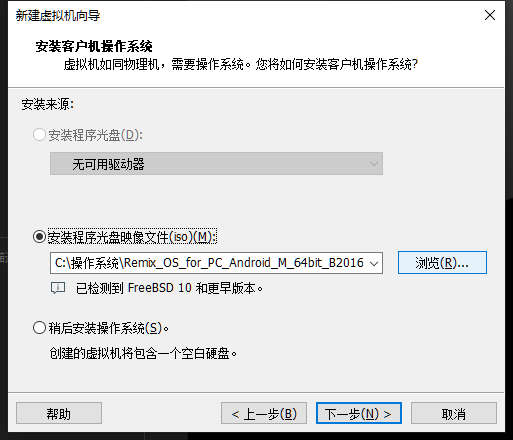 新建虚拟机向导
安装客户机操作系统
虚拟机如同物理机，需要操作系统。您将如何安装客户机操作系统?
安装来源:
安装程序光盘(D):
无可用驱动器
安装程序光盘映像文件(iso)(M):
C:\操作系统\Remix_OS_for_PC_Android_M_64bit_B2016
浏览(R)...
已检测到 FreeBSD 10 和更早版本。
稍后安装操作系统(S)。
创建的虚拟机将包含一个空白硬盘。
帮助
< 上一步(B)
下一步(N) >
取消